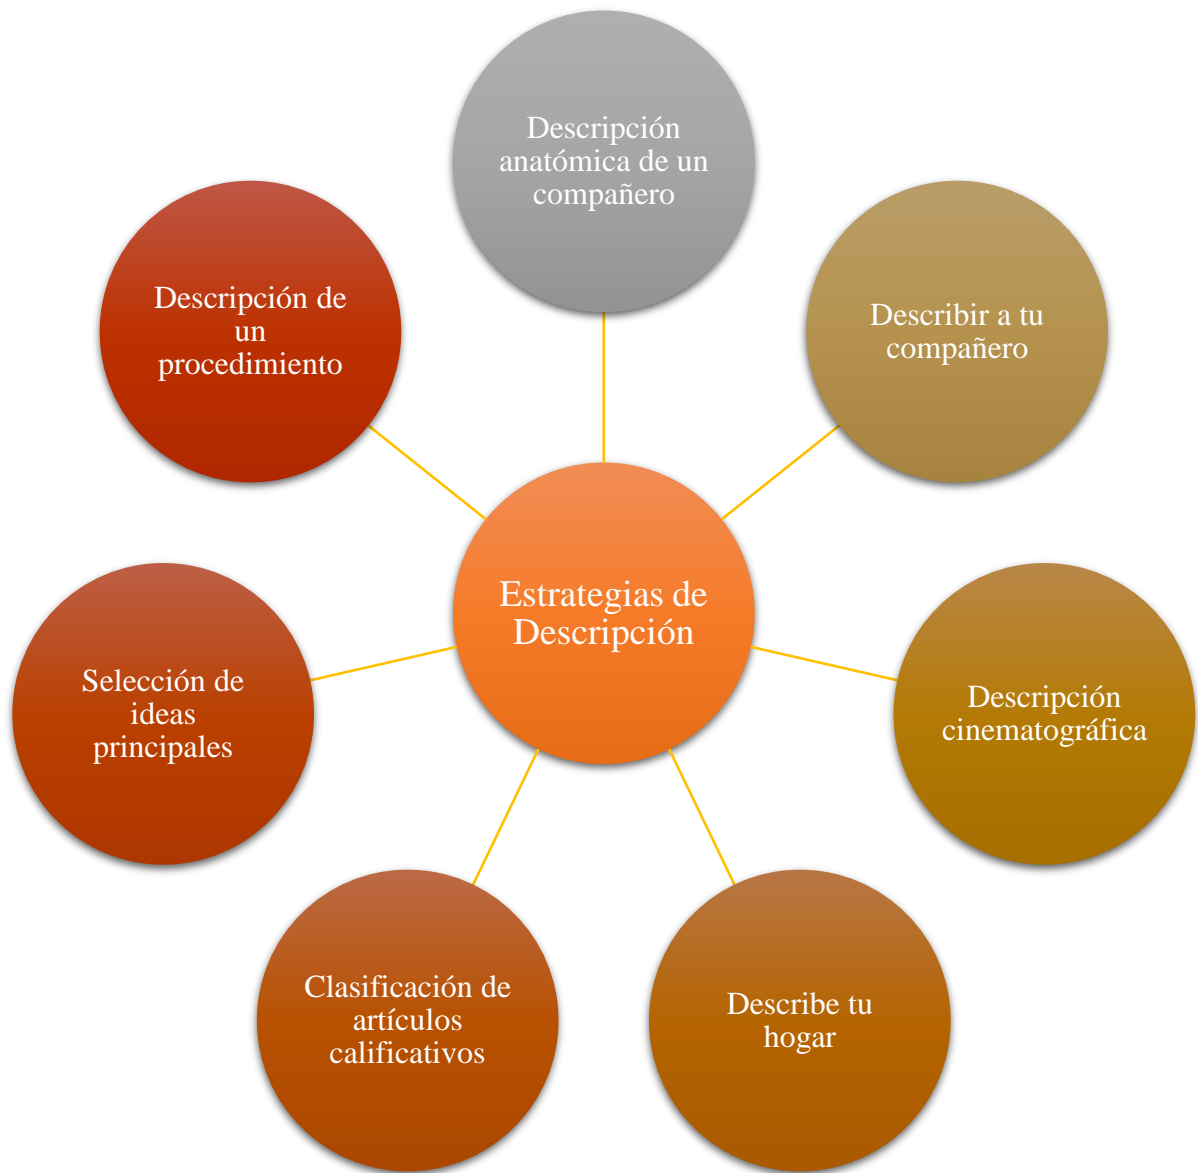 Descripción
anatómica de un
compañero
Describir a tu
compañero
Descripción
cinematográfica
Describe tu
hogar
Clasificación de
artículos
calificativos
Selección de
ideas
principales
Descripción de
un
procedimiento
Estrategias de
Descripción